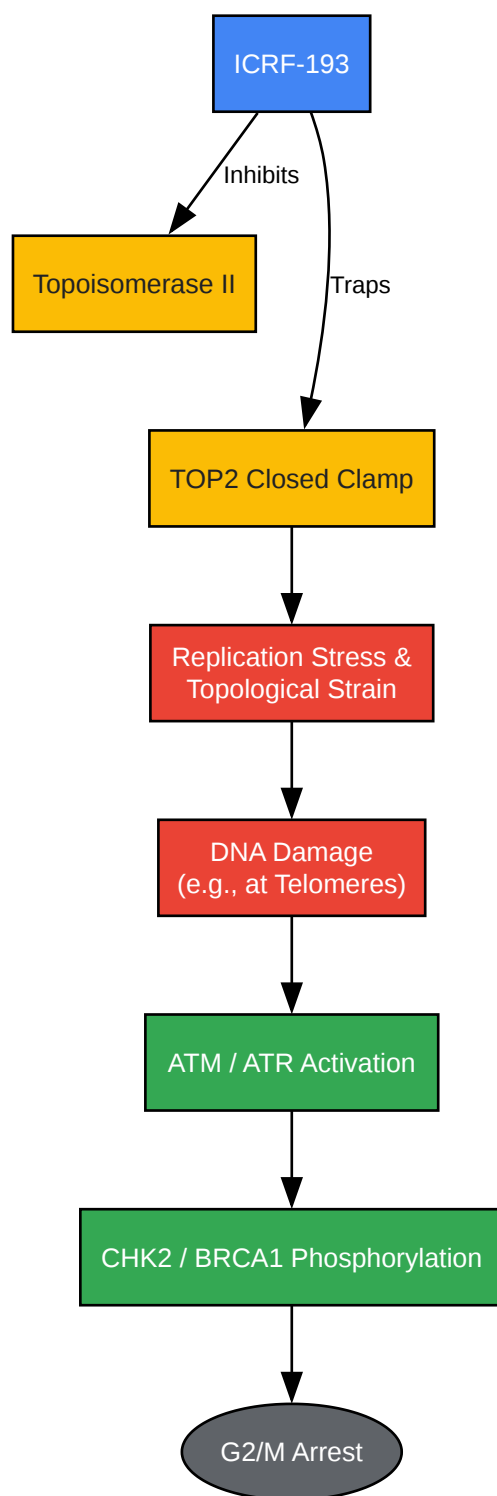 ICRF-193
Inhibits
Topoisomerase II
Traps
TOP2 Closed Clamp
Replication Stress &
Topological Strain
DNA Damage
(e.g., at Telomeres)
ATM / ATR Activation
CHK2 / BRCA1 Phosphorylation
G2/M Arrest